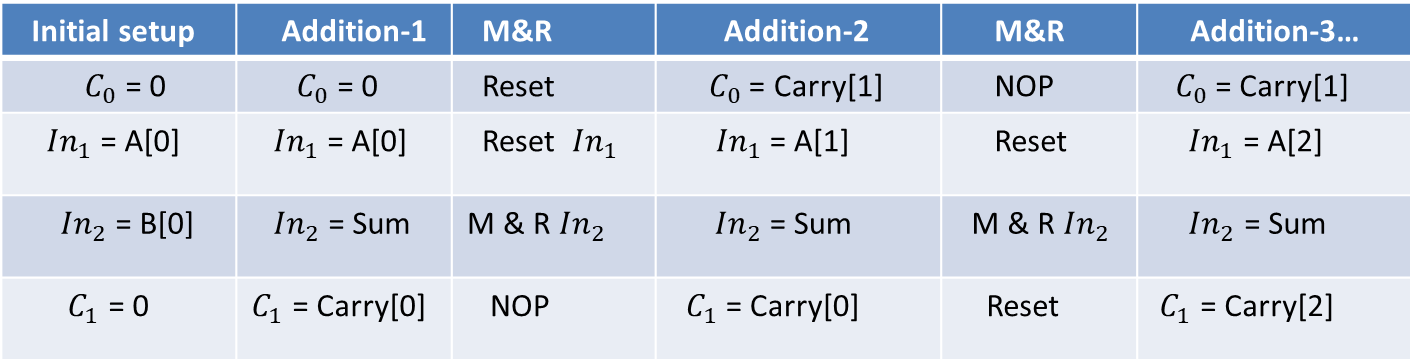 Initial setup Addition-1 M&R Addition-2 M&R Addition-3...
𝐶₀ = 0 𝐶₀ = 0 Reset 𝐶₀ = Carry[1] NOP 𝐶₀ = Carry[1]
𝐼𝑛₁ = A[0] 𝐼𝑛₁ = A[0] Reset 𝐼𝑛₁ 𝐼𝑛₁ = A[1] Reset 𝐼𝑛₁ = A[2]
𝐼𝑛₂ = B[0] 𝐼𝑛₂ = Sum M & R 𝐼𝑛₂ 𝐼𝑛₂ = Sum M & R 𝐼𝑛₂ 𝐼𝑛₂ = Sum
𝐶₁ = 0 𝐶₁ = Carry[0] NOP 𝐶₁ = Carry[0] Reset 𝐶₁ = Carry[2]